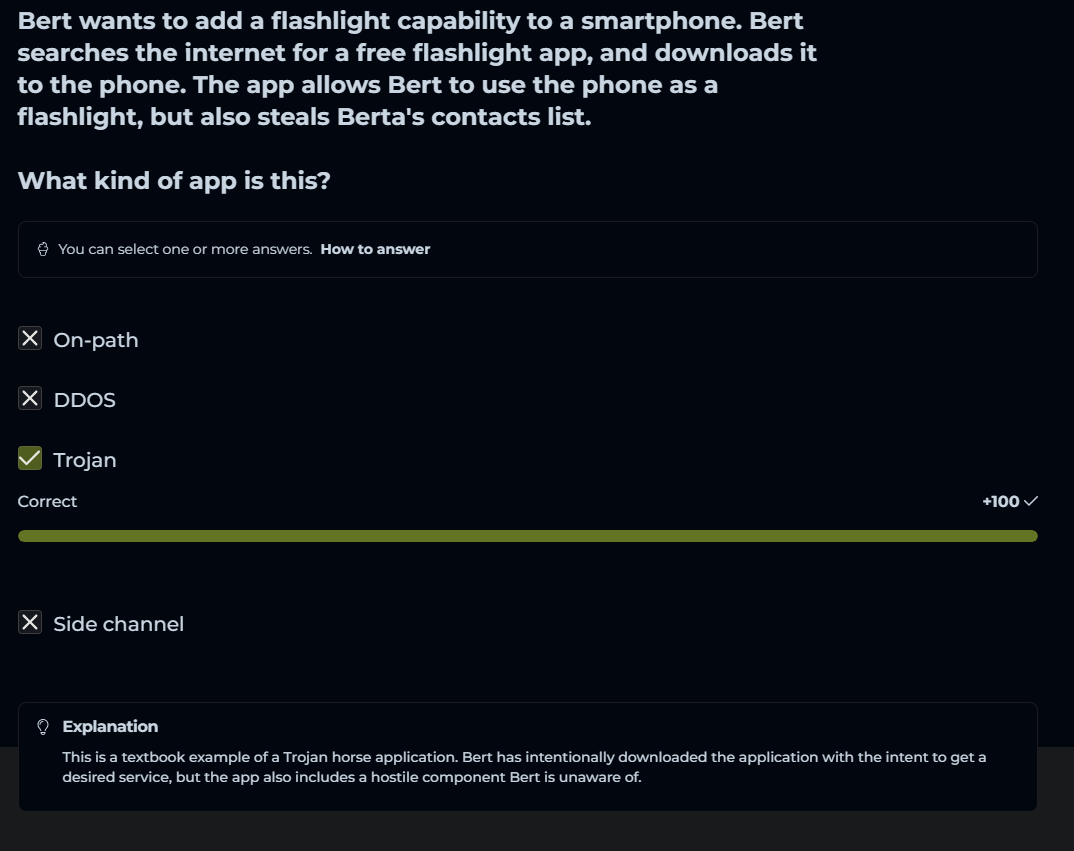 Bert wants to add a flashlight capability to a smartphone. Bert
searches the internet for a free flashlight app, and downloads it
to the phone. The app allows Bert to use the phone as a
flashlight, but also steals Berta's contacts list.
What kind of app is this?
You can select one or more answers. How to answer
On-path
DDOS
Trojan
Correct +100
Side channel
Explanation
This is a textbook example of a Trojan horse application. Bert has intentionally downloaded the application with the intent to get a
desired service, but the app also includes a hostile component Bert is unaware of.